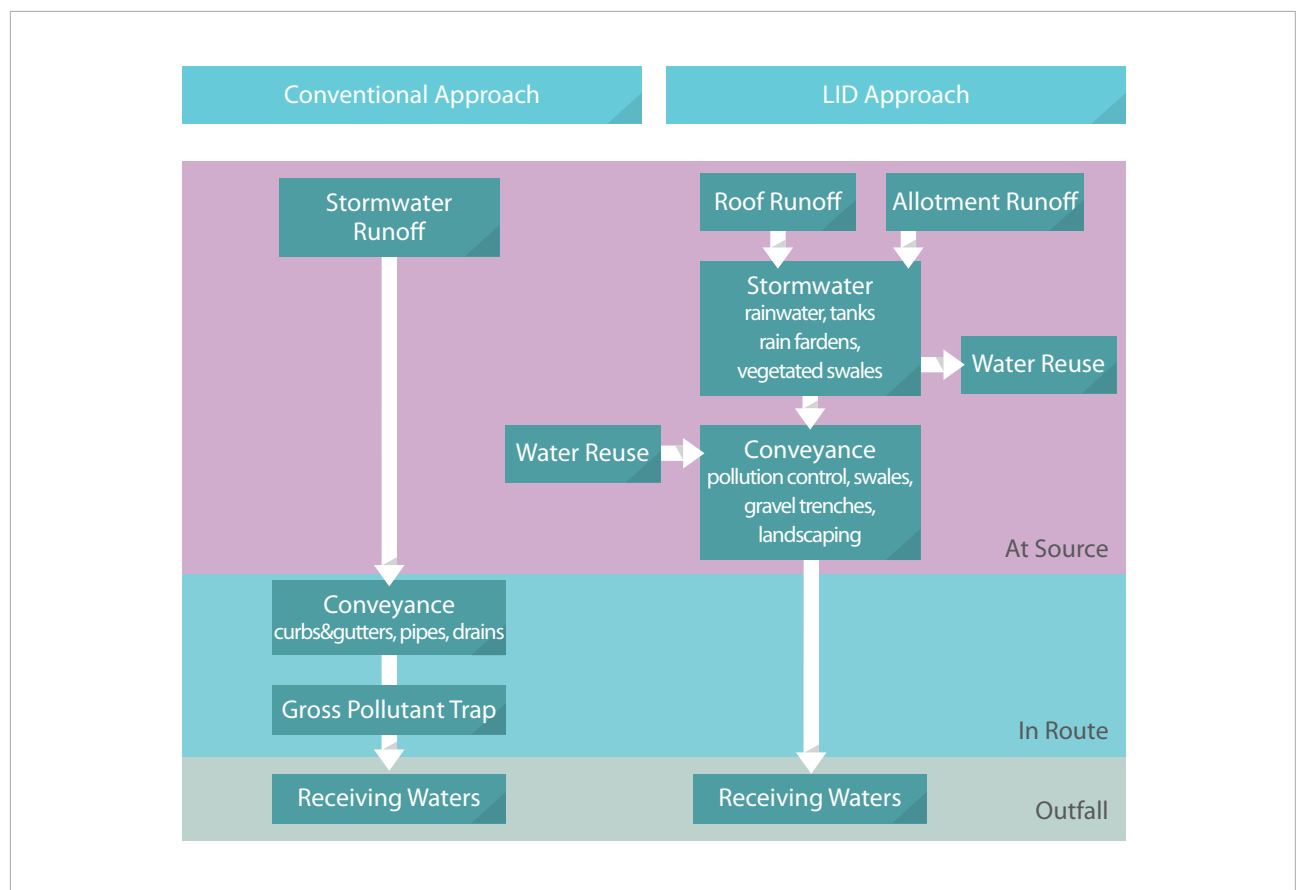 Conventional Approach
LID Approach
Stormwater
Runoff
Roof Runoff
Allotment Runoff
Stormwater
rainwater, tanks
rain fardens,
vegetated swales
Water Reuse
Water Reuse
Conveyance
pollution control, swales,
gravel trenches,
landscaping
At Source
Conveyance
curbs&gutters, pipes, drains
Gross Pollutant Trap
In Route
Receiving Waters
Receiving Waters
Outfall